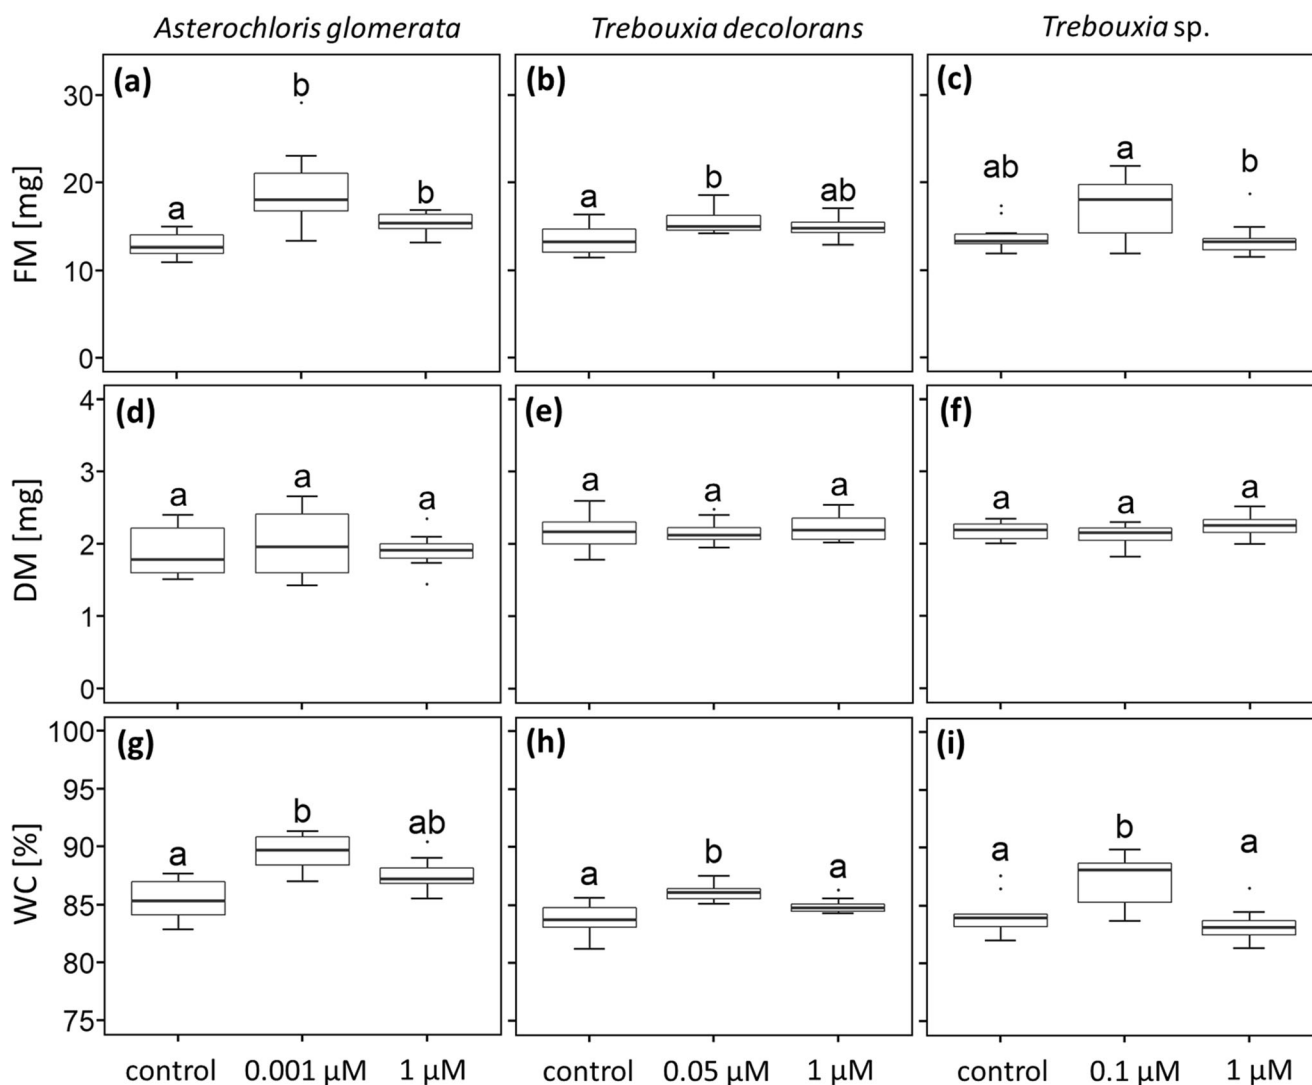 Asterochloris glomerata Trebouxia decolorans Trebouxia sp.
(a) (b) (c)
FM [mg]
30
20
10
0
a b b
a b ab
ab a b
(d) (e) (f)
DM [mg]
4
3
2
1
0
a a a
a a a
a a a
(g) (h) (i)
WC [%]
100
95
90
85
80
75
a b ab
a b a
a b a
control 0.001 µM 1 µM control 0.05 µM 1 µM control 0.1 µM 1 µM